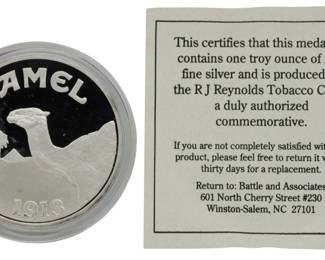 AMEL
1913
This certifies that this meda
contains one troy ounce of
fine silver and is produced
the R J Reynolds Tobacco C
a duly authorized
commemorative.
If you are not completely satisfied wit
product, please feel free to return it w
thirty days for a replacement.
Return to: Battle and Associates
601 North Cherry Street #230
Winston-Salem, NC 27101